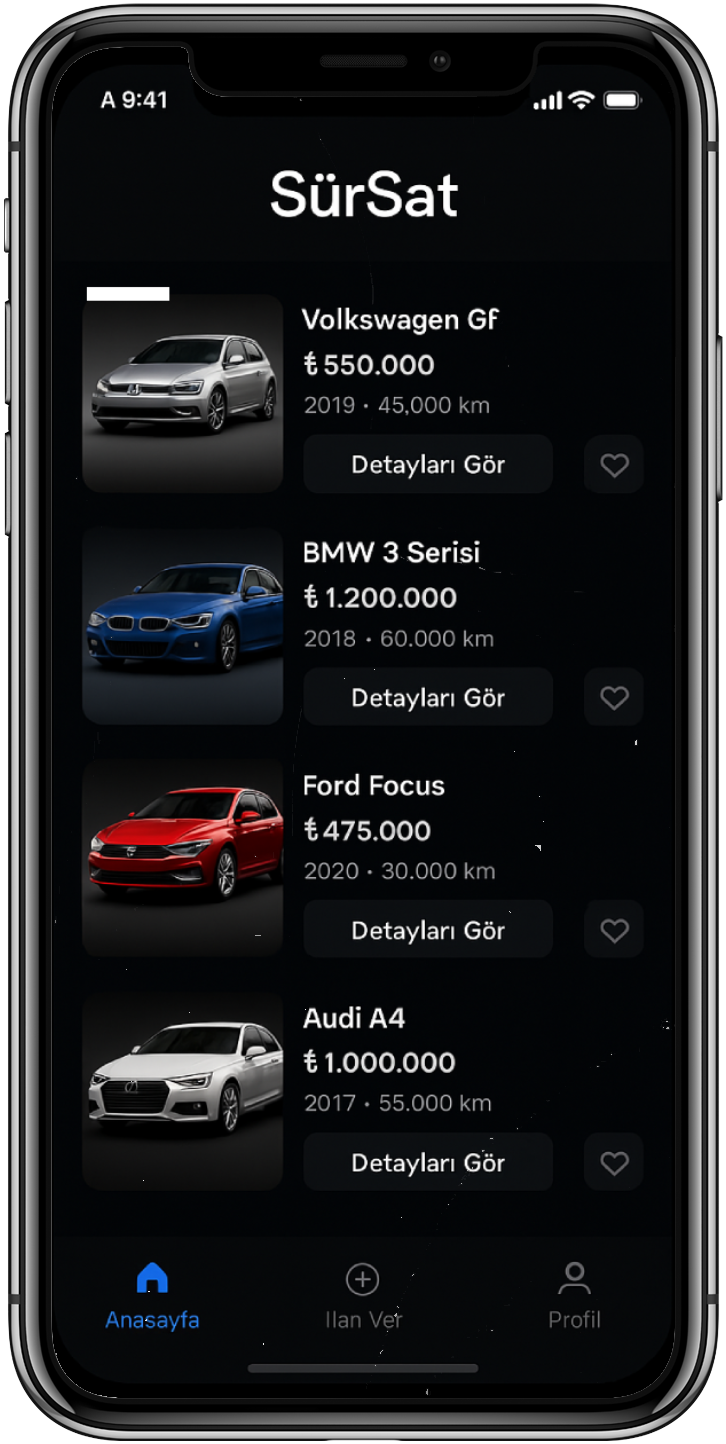 A 9:41
SürSat
Volkswagen Gf
₺ 550.000
2019 • 45,000 km
Detayları Gör
BMW 3 Serisi
₺ 1.200.000
2018 • 60.000 km
Detayları Gör
Ford Focus
₺ 475.000
2020 • 30.000 km
Detayları Gör
Audi A4
₺ 1.000.000
2017 • 55.000 km
Detayları Gör
Anasayfa
Ilan Ver
Profil